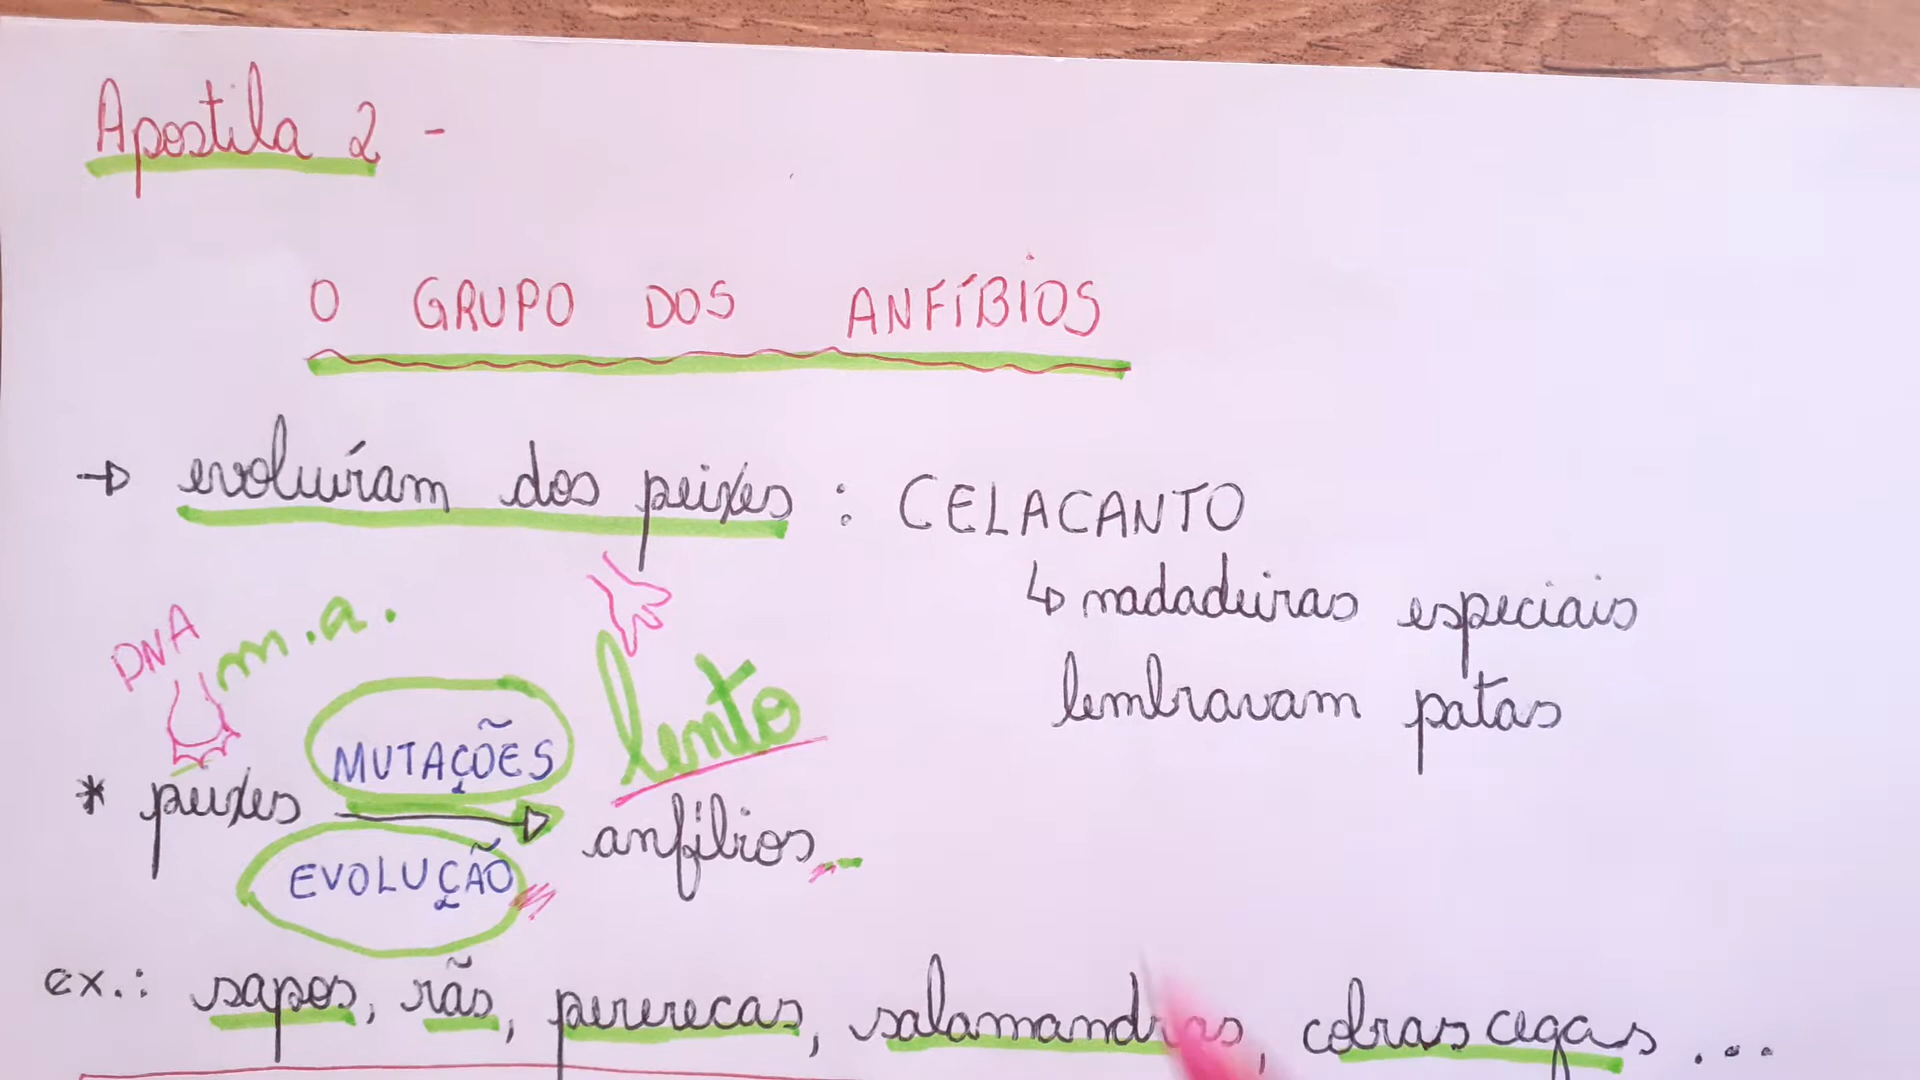 Apostila 2 -
O GRUPO DOS ANFÍBIOS
→ evoluíram dos peixes : CELACANTO
↳ nadadeiras especiais
lembravam patas
DNA m.a.
MUTAÇÕES lento
* peixes → anfíbios
EVOLUÇÃO
ex.: sapos, rãs, pererecas, salamandras, cobras cegas ...